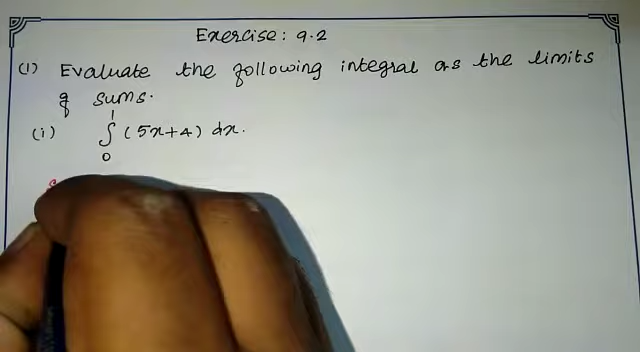 Exercise: 9.2
(1) Evaluate the following integral as the limits
of sums.
(i) ∫₀¹ (5x+4) dx.